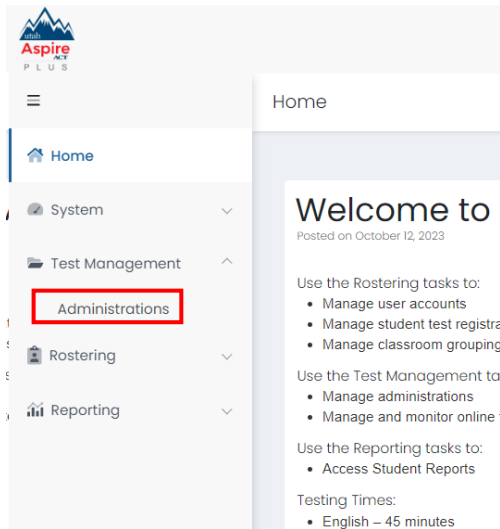 utah
Aspire
ACT
PLUS
Home
Home
System
Test Management
Administrations
Rostering
Reporting
Welcome to
Posted on October 12, 2023
Use the Rostering tasks to:
• Manage user accounts
• Manage student test registra
• Manage classroom grouping
Use the Test Management ta
• Manage administrations
• Manage and monitor online
Use the Reporting tasks to:
• Access Student Reports
Testing Times:
• English – 45 minutes